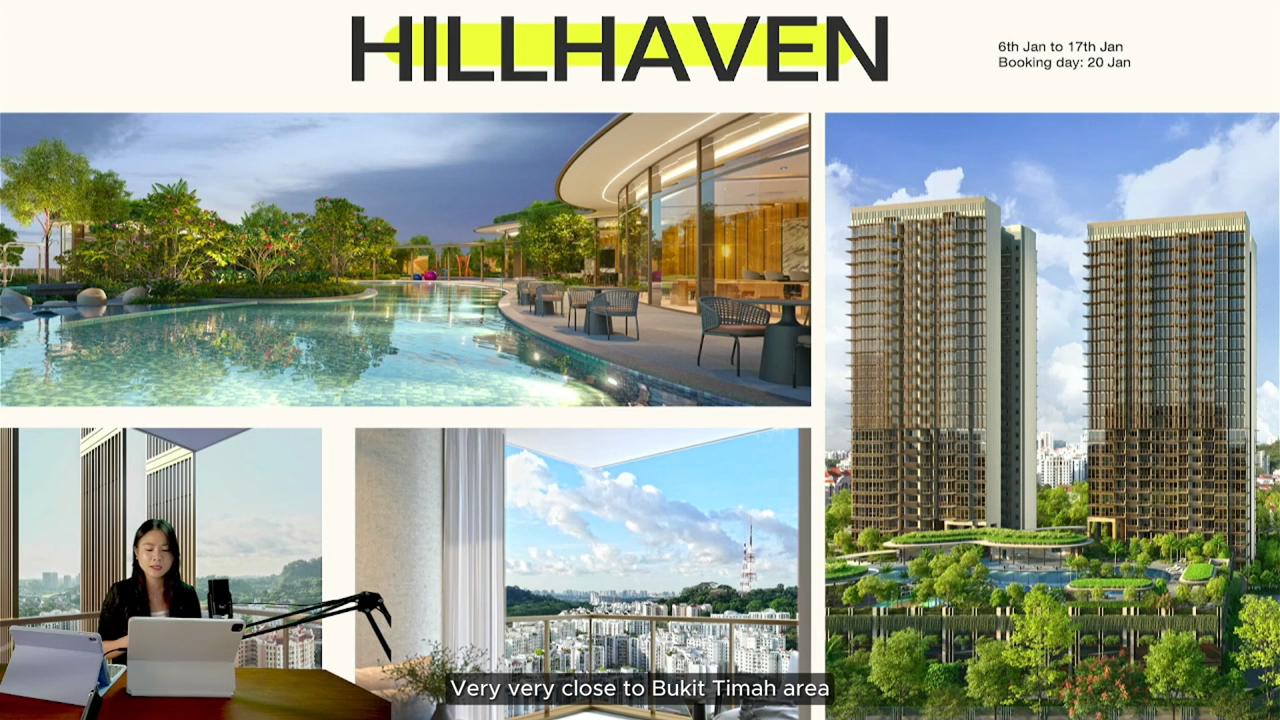 HILLHAVEN
6th Jan to 17th Jan
Booking day: 20 Jan
Very very close to Bukit Timah area